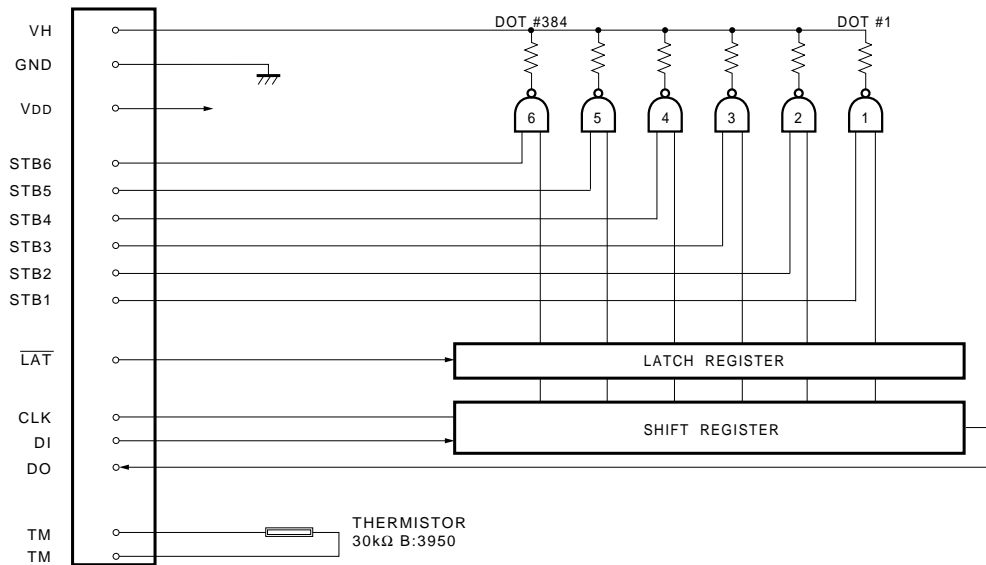 DOT #384
DOT #1
VH
GND
VDD
6 5 4 3 2 1
STB6
STB5
STB4
STB3
STB2
STB1
LAT
LATCH REGISTER
CLK
SHIFT REGISTER
DI
DO
TM
THERMISTOR
30kΩ B:3950
TM